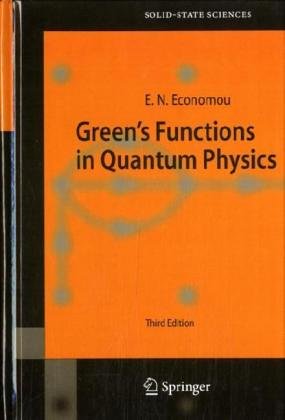 SOLID-STATE SCIENCES
E. N. Economou
Green's Functions
in Quantum Physics
Third Edition
Springer